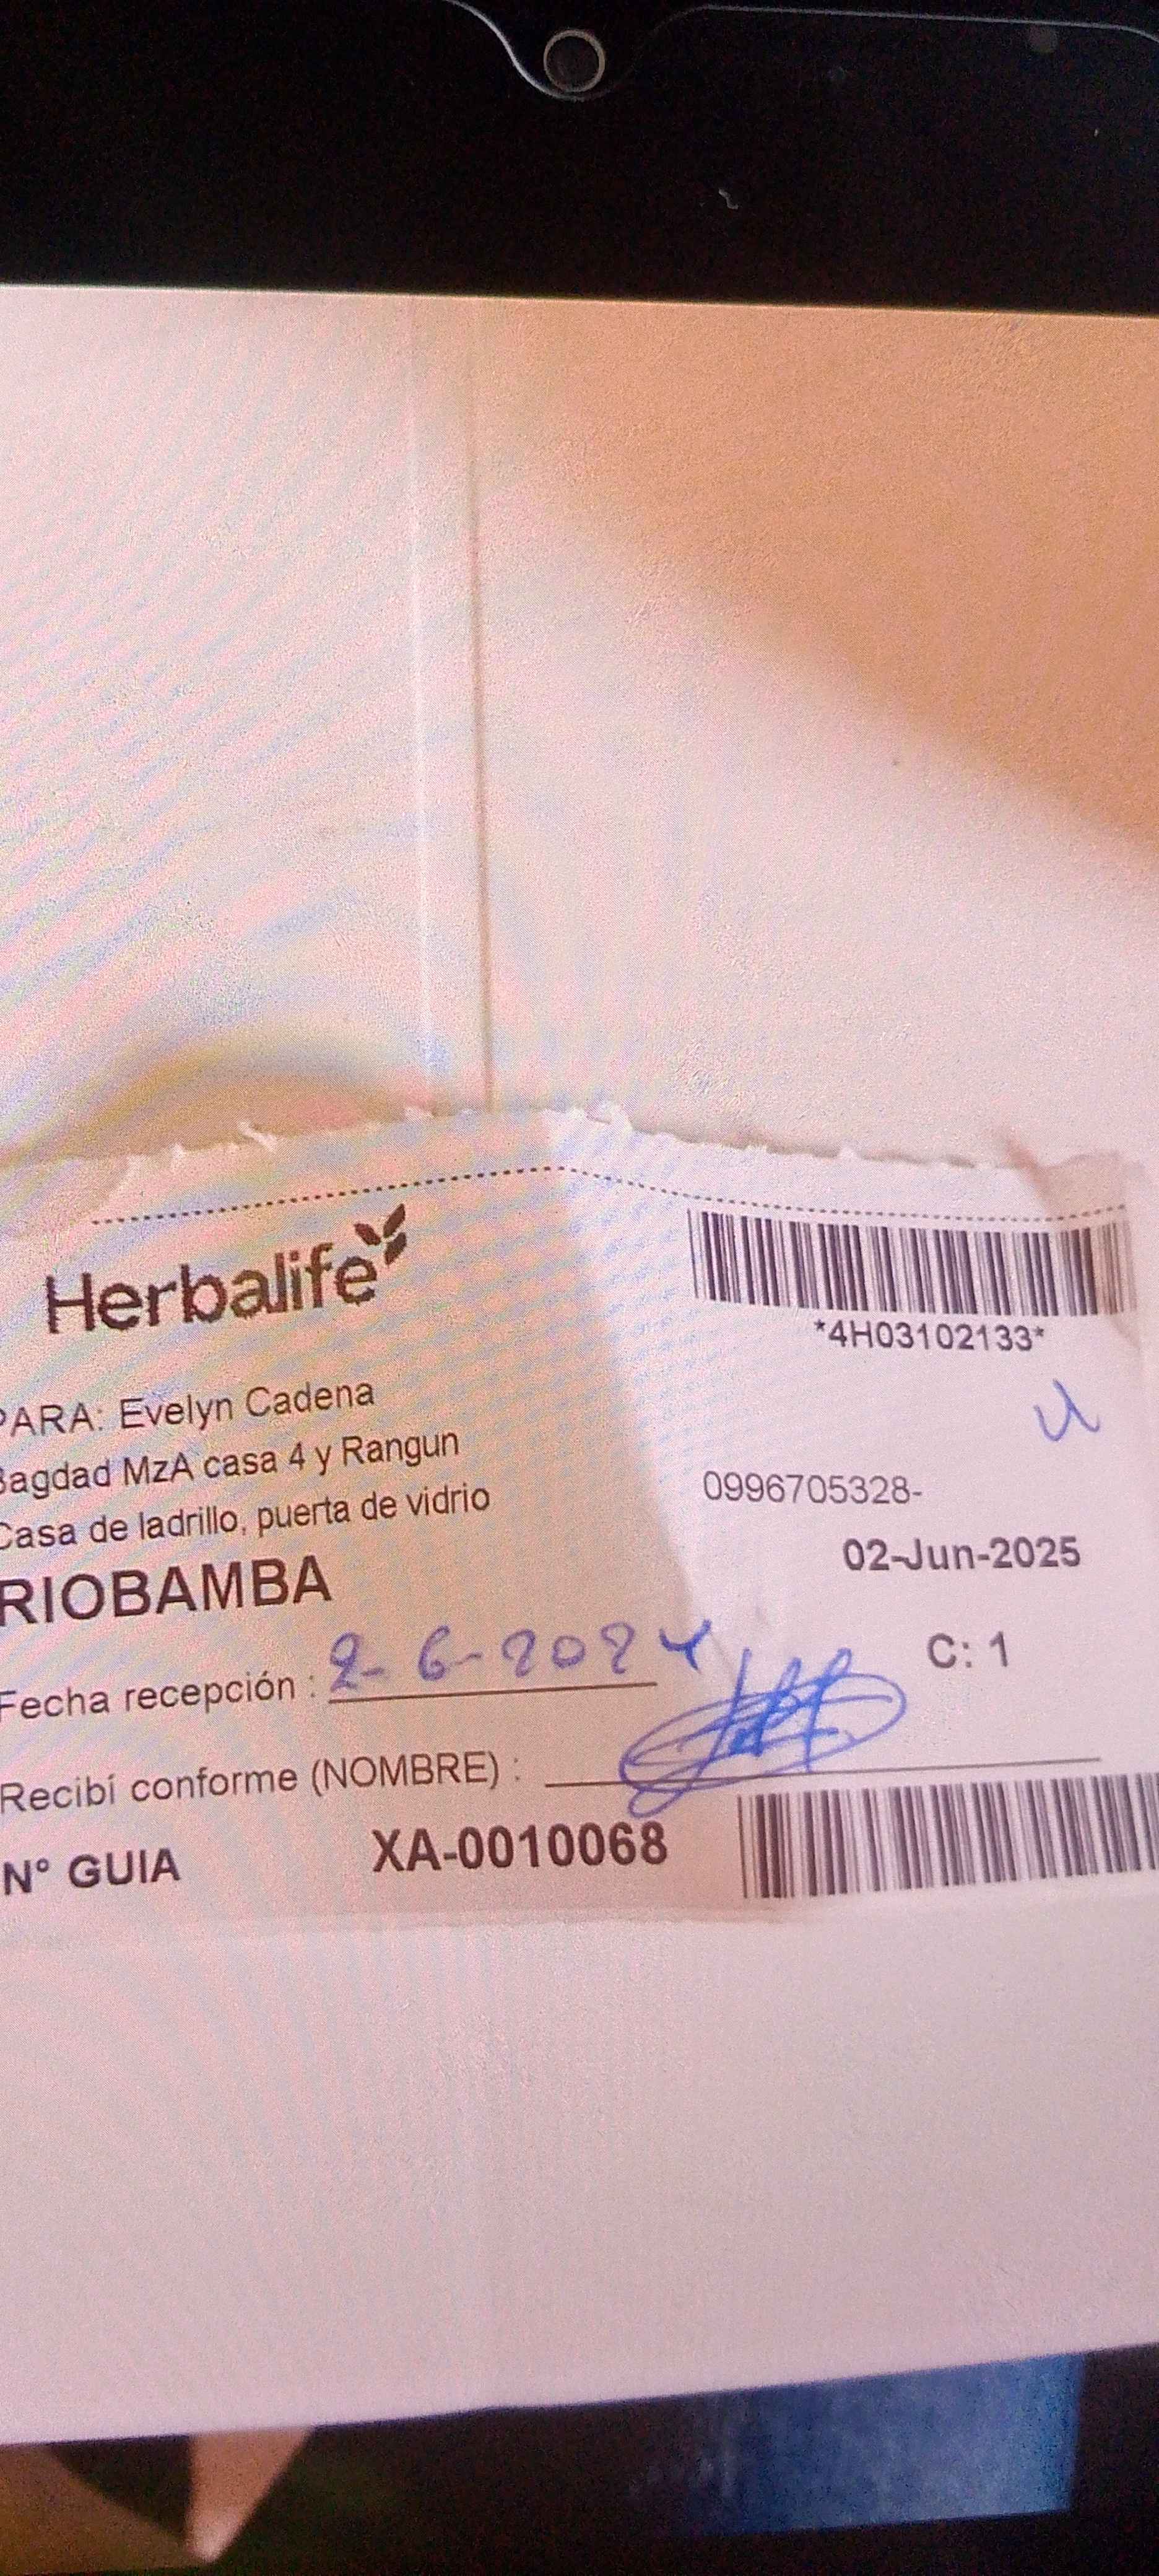 Herbalife
*4H03102133*
PARA: Evelyn Cadena
Bagdad MzA casa 4 y Rangun
0996705328-
Casa de ladrillo, puerta de vidrio
02-Jun-2025
RIOBAMBA
C: 1
Fecha recepción : 2-6-2024
Recibí conforme (NOMBRE) :
N° GUIA XA-0010068